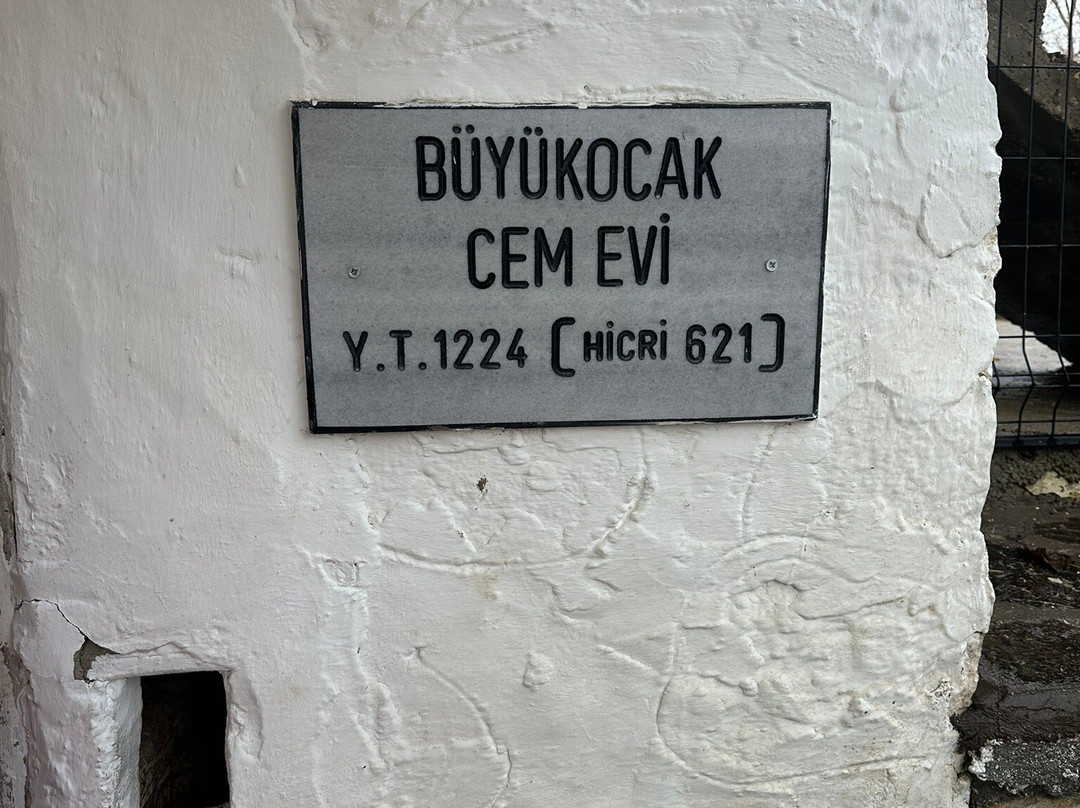 BÜYÜKOCAK
CEM EVİ
Y.T.1224 (HİCRİ 621)